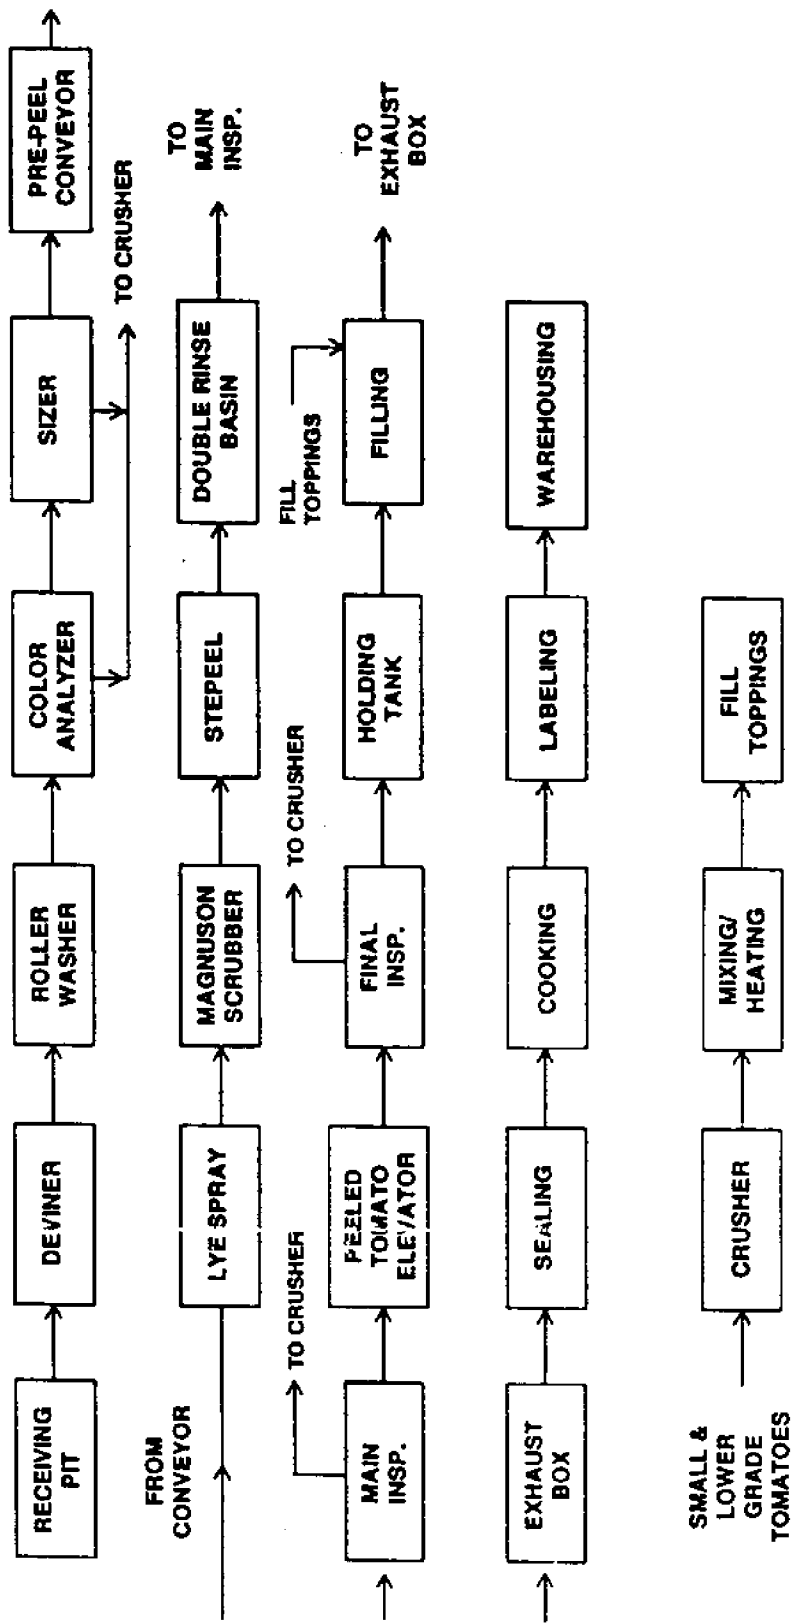 RECEIVING
PIT
DEVINER
ROLLER
WASHER
COLOR
ANALYZER
SIZER
PRE-PEEL
CONVEYOR
TO CRUSHER
FROM
CONVEYOR
LYE SPRAY
MAGNUSON
SCRUBBER
STEPEEL
DOUBLE RINSE
BASIN
TO
MAIN
INSP.
TO CRUSHER
MAIN
INSP.
PEELED
TOMATO
ELEVATOR
TO CRUSHER
FINAL
INSP.
HOLDING
TANK
FILL
TOPPINGS
FILLING
TO
EXHAUST
BOX
EXHAUST
BOX
SEALING
COOKING
LABELING
WAREHOUSING
SMALL &
LOWER
GRADE
TOMATOES
CRUSHER
MIXING/
HEATING
FILL
TOPPINGS